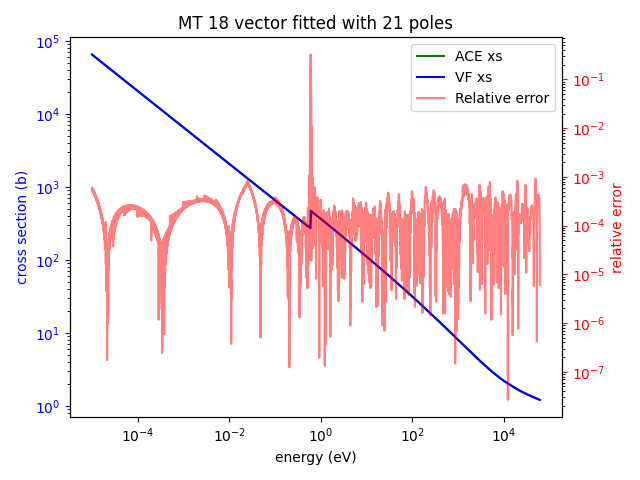 MT 18 vector fitted with 21 poles
ACE xs
VF xs
Relative error
cross section (b)
10^5
10^4
10^3
10^2
10^1
10^0
10^-1
10^-2
10^-3
10^-4
10^-5
10^-6
10^-7
relative error
10^-4 10^-2 10^0 10^2 10^4
energy (eV)